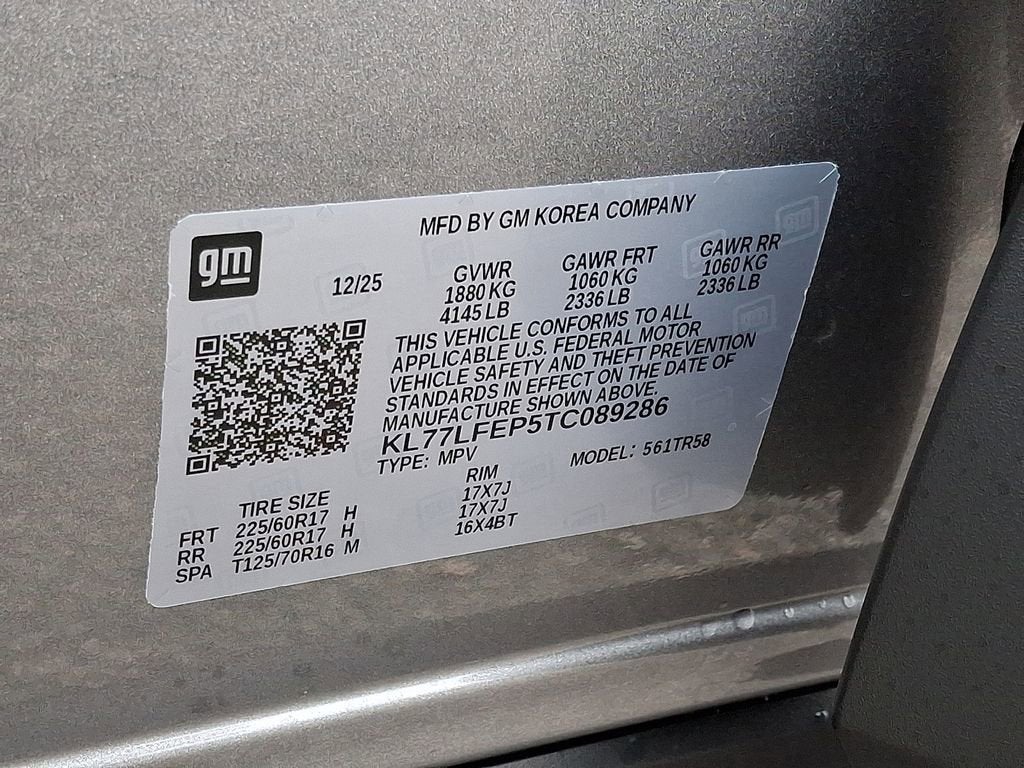 MFD BY GM KOREA COMPANY
gm
12/25
GVWR
1880 KG
4145 LB
GAWR FRT
1060 KG
2336 LB
GAWR RR
1060 KG
2336 LB
THIS VEHICLE CONFORMS TO ALL
APPLICABLE U.S. FEDERAL MOTOR
VEHICLE SAFETY AND THEFT PREVENTION
STANDARDS IN EFFECT ON THE DATE OF
MANUFACTURE SHOWN ABOVE.
KL77LFEP5TC089286
TYPE: MPV MODEL: 561TR58
TIRE SIZE RIM
FRT 225/60R17 H 17X7J
RR 225/60R17 H 17X7J
SPA T125/70R16 M 16X4BT